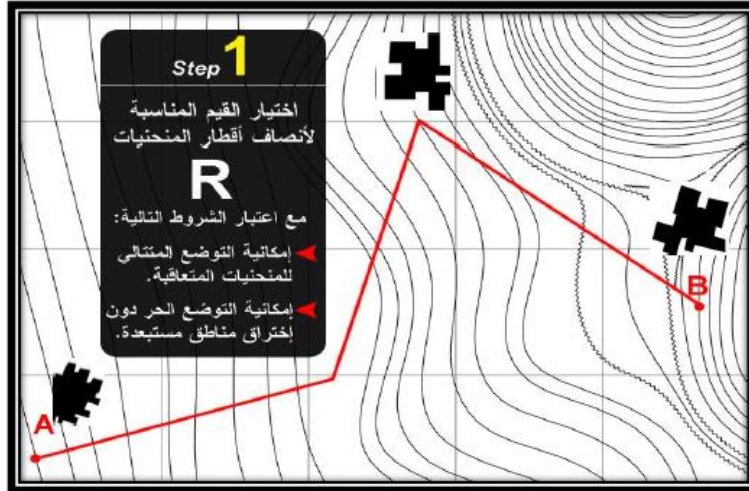 Step 1
اختيار القيم المناسبة
لأنصاف أقطار المنحنيات
R
مع اعتبار الشروط التالية:
إمكانية التوضع المتتالي
للمنحنيات المتعاقبة.
إمكانية التوضع الحر دون
إختراق مناطق مستبعدة.
B
A